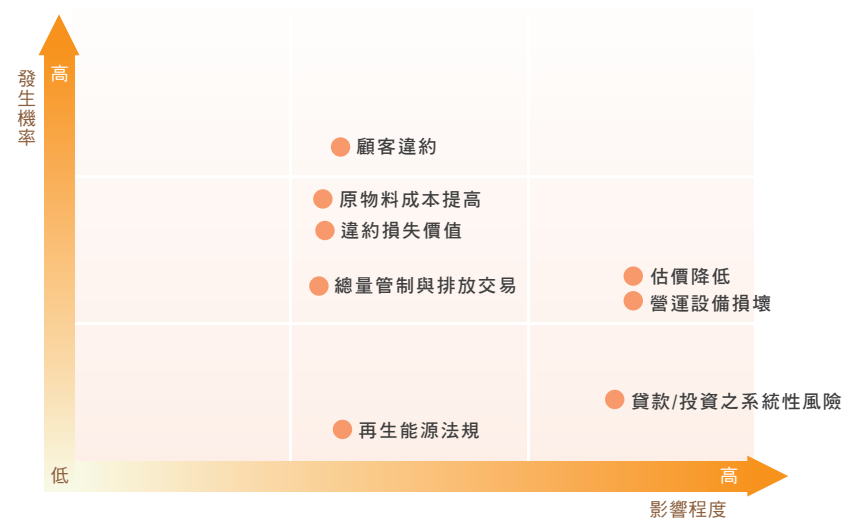 高
發生機率
顧客違約
原物料成本提高
違約損失價值
總量管制與排放交易
估價降低
營運設備損壞
貸款/投資之系統性風險
再生能源法規
低
高
影響程度